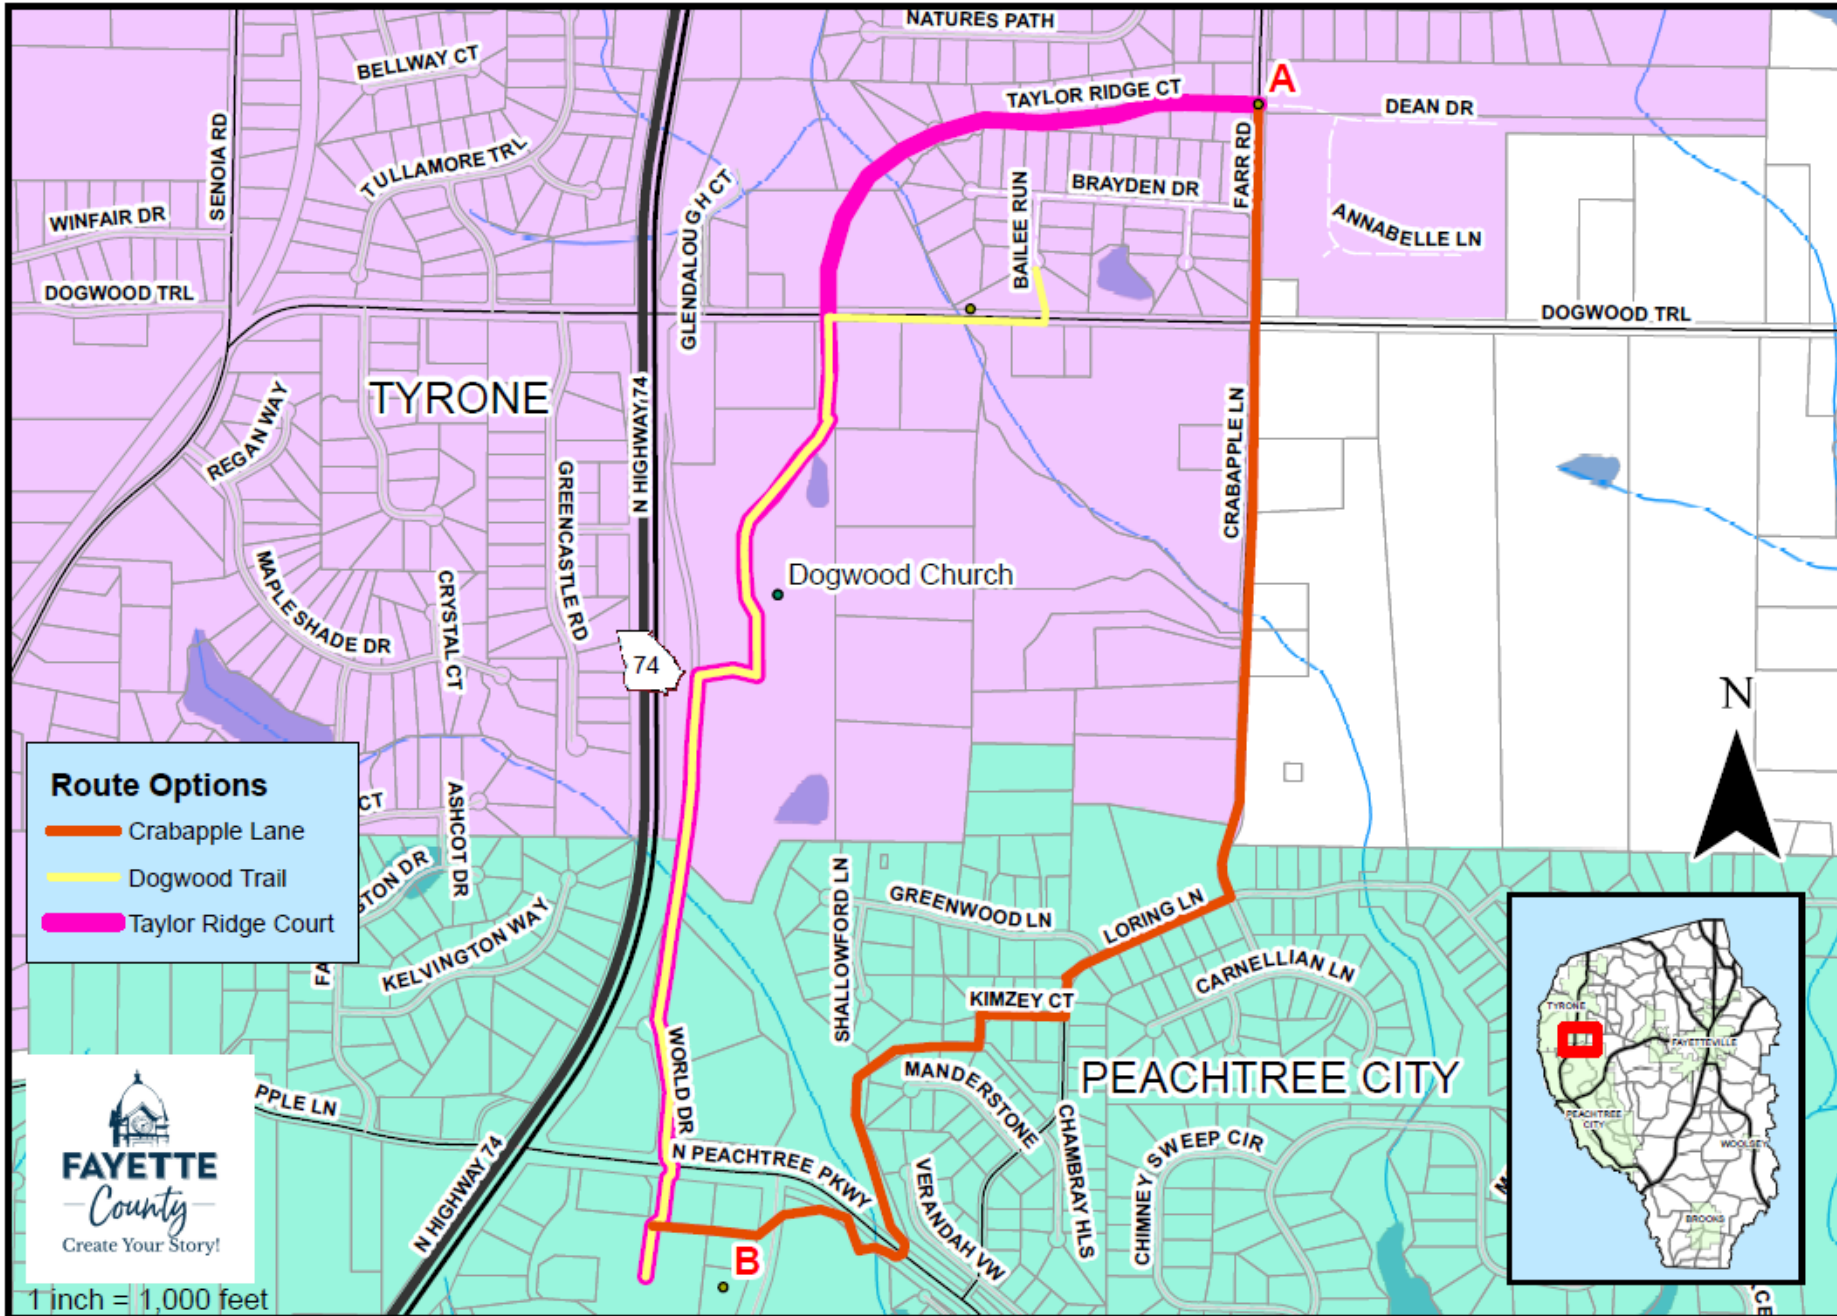 NATURES PATH
BELLWAY CT
TAYLOR RIDGE CT
A
DEAN DR
SENOIA RD
TULLAMORE TRL
FARR RD
GLENDALOUGH CT
BAILEE RUN
BRAYDEN DR
WINFAIR DR
ANNABELLE LN
DOGWOOD TRL
DOGWOOD TRL
TYRONE
N HIGHWAY 74
REGAN WAY
CRABAPPLE LN
GREENCASTLE RD
MAPLE SHADE DR
CRYSTAL CT
Dogwood Church
74
N
Route Options
Crabapple Lane
Dogwood Trail
Taylor Ridge Court
CT
ASHCOT DR
GTON DR
FA
KELVINGTON WAY
SHALLOWFORD LN
GREENWOOD LN
LORING LN
CARNELLIAN LN
KIMZEY CT
WORLD DR
MANDERSTONE
PEACHTREE CITY
PPLE LN
CHAMBRAY HLS
CHIMNEY SWEEP CIR
N PEACHTREE PKWY
VERANDAH VW
N HIGHWAY 74
B
M
CE
TYRONE
FAYETTEVILLE
PEACHTREE
CITY
WOOLSEY
BROOKS
FAYETTE
County
Create Your Story!
1 inch = 1,000 feet